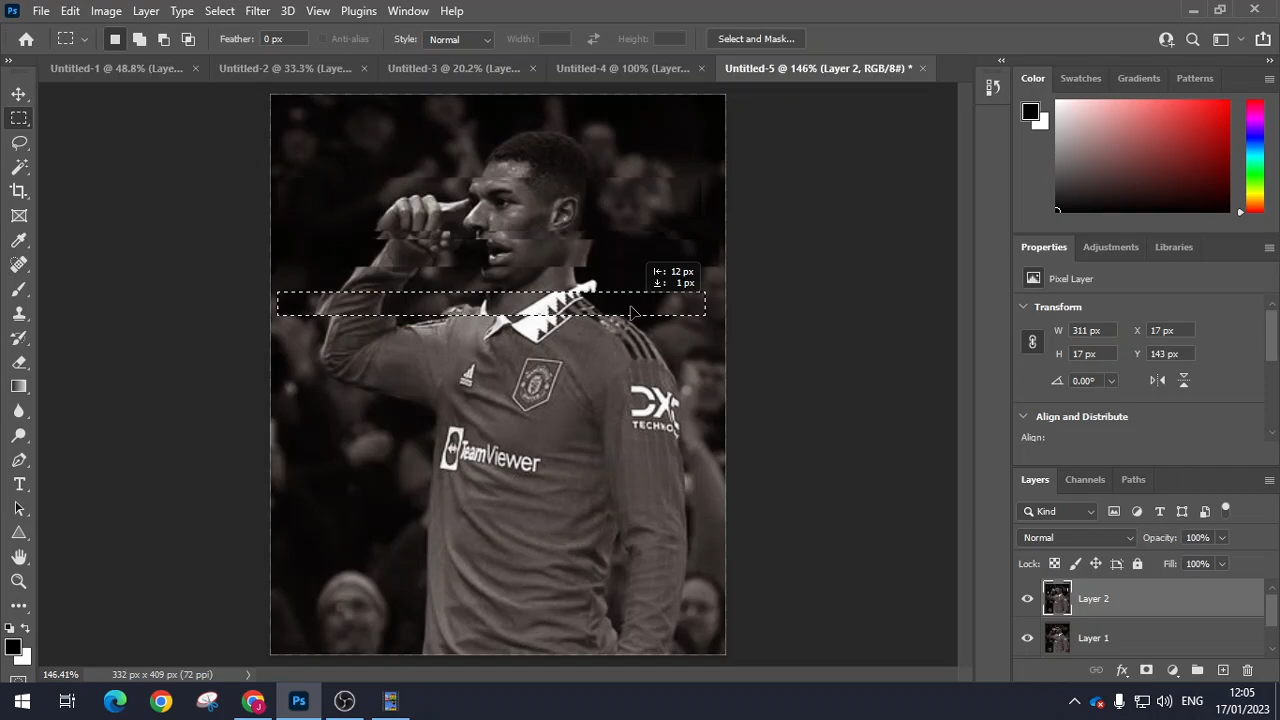 Ps File Edit Image Layer Type Select Filter 3D View Plugins Window Help
Feather: 0 px Anti-alias Style: Normal Width: Height: Select and Mask...
Untitled-1 @ 48.8% (Laye... × Untitled-2 @ 33.3% (Laye... × Untitled-3 @ 20.2% (Layer... × Untitled-4 @ 100% (Layer... × Untitled-5 @ 146% (Layer 2, RGB/8#) * ×
Color Swatches Gradients Patterns
Properties Adjustments Libraries
12 px
1 px
Pixel Layer
Transform
W 311 px X 17 px
H 17 px Y 143 px
0.00°
Align and Distribute
Align:
DX
TECHNO
TeamViewer
Layers Channels Paths
Kind
Normal Opacity: 100%
Lock: Fill: 100%
Layer 2
Layer 1
146.41% 332 px x 409 px (72 ppi)
Ps ENG 12:05
17/01/2023